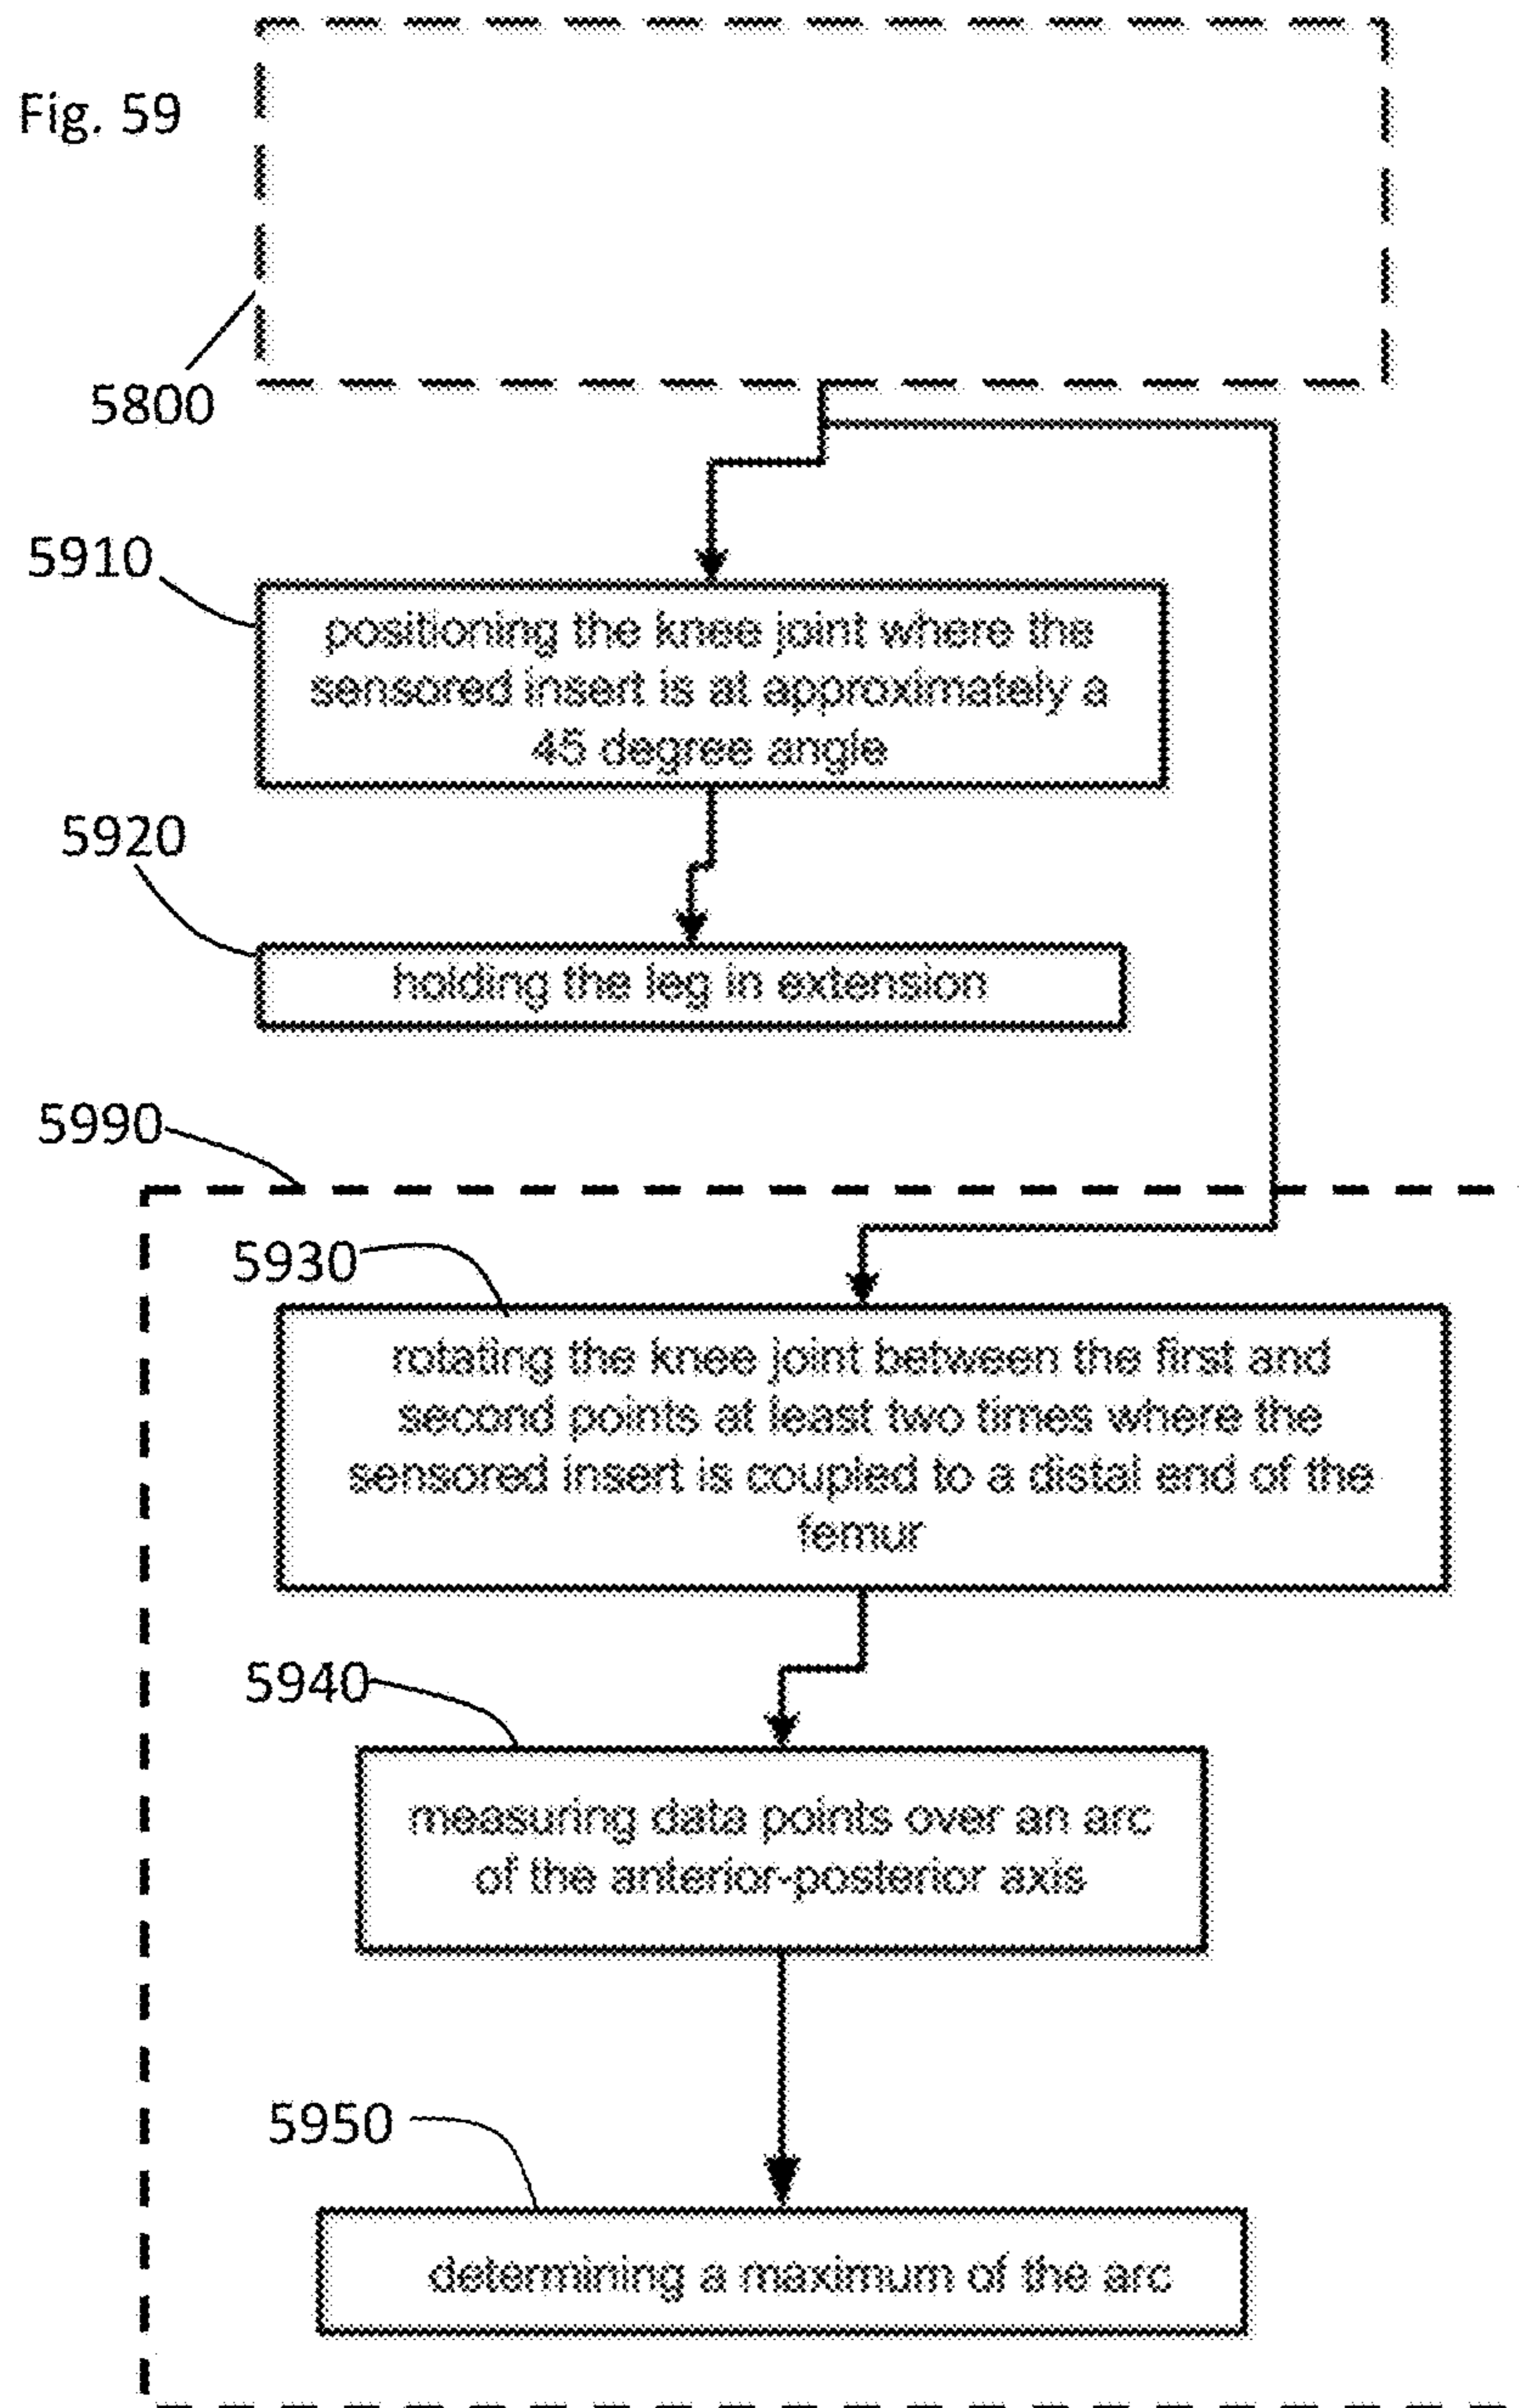 Fig. 59
5800
5910
positioning the knee joint where the
sensored insert is at approximately a
45 degree angle
5920
holding the leg in extension
5990
5930
rotating the knee joint between the first and
second points at least two times where the
sensored insert is coupled to a distal end of the
femur
5940
measuring data points over an arc
of the anterior-posterior axis
5950
determining a maximum of the arc